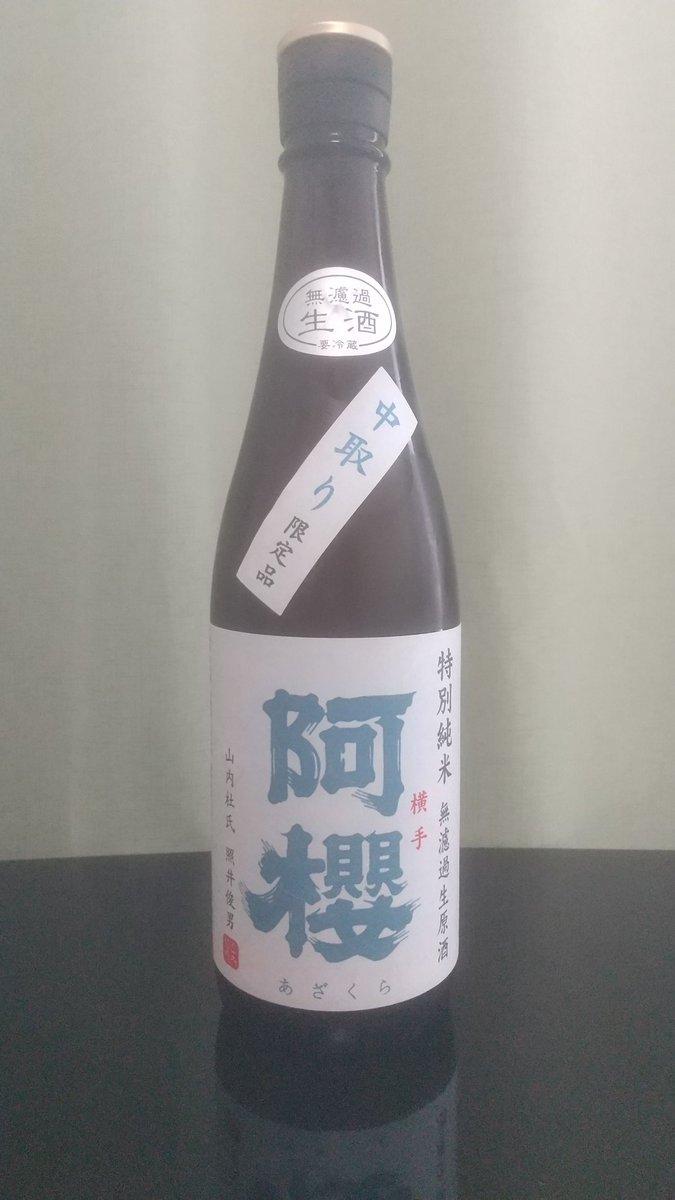 無濾過
生酒
要冷蔵
中取り 限定品
特別純米 無濾過生原酒
横手
阿櫻
あざくら
山内杜氏 照井俊男